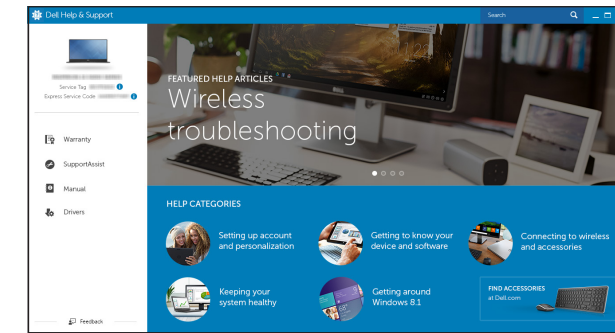 Dell Help & Support
Search
Service Tag
Express Service Code
Warranty
SupportAssist
Manual
Drivers
Feedback
FEATURED HELP ARTICLES
Wireless
troubleshooting
HELP CATEGORIES
Setting up account
and personalization
Getting to know your
device and software
Connecting to wireless
and accessories
Keeping your
system healthy
Getting around
Windows 8.1
FIND ACCESSORIES
at Dell.com